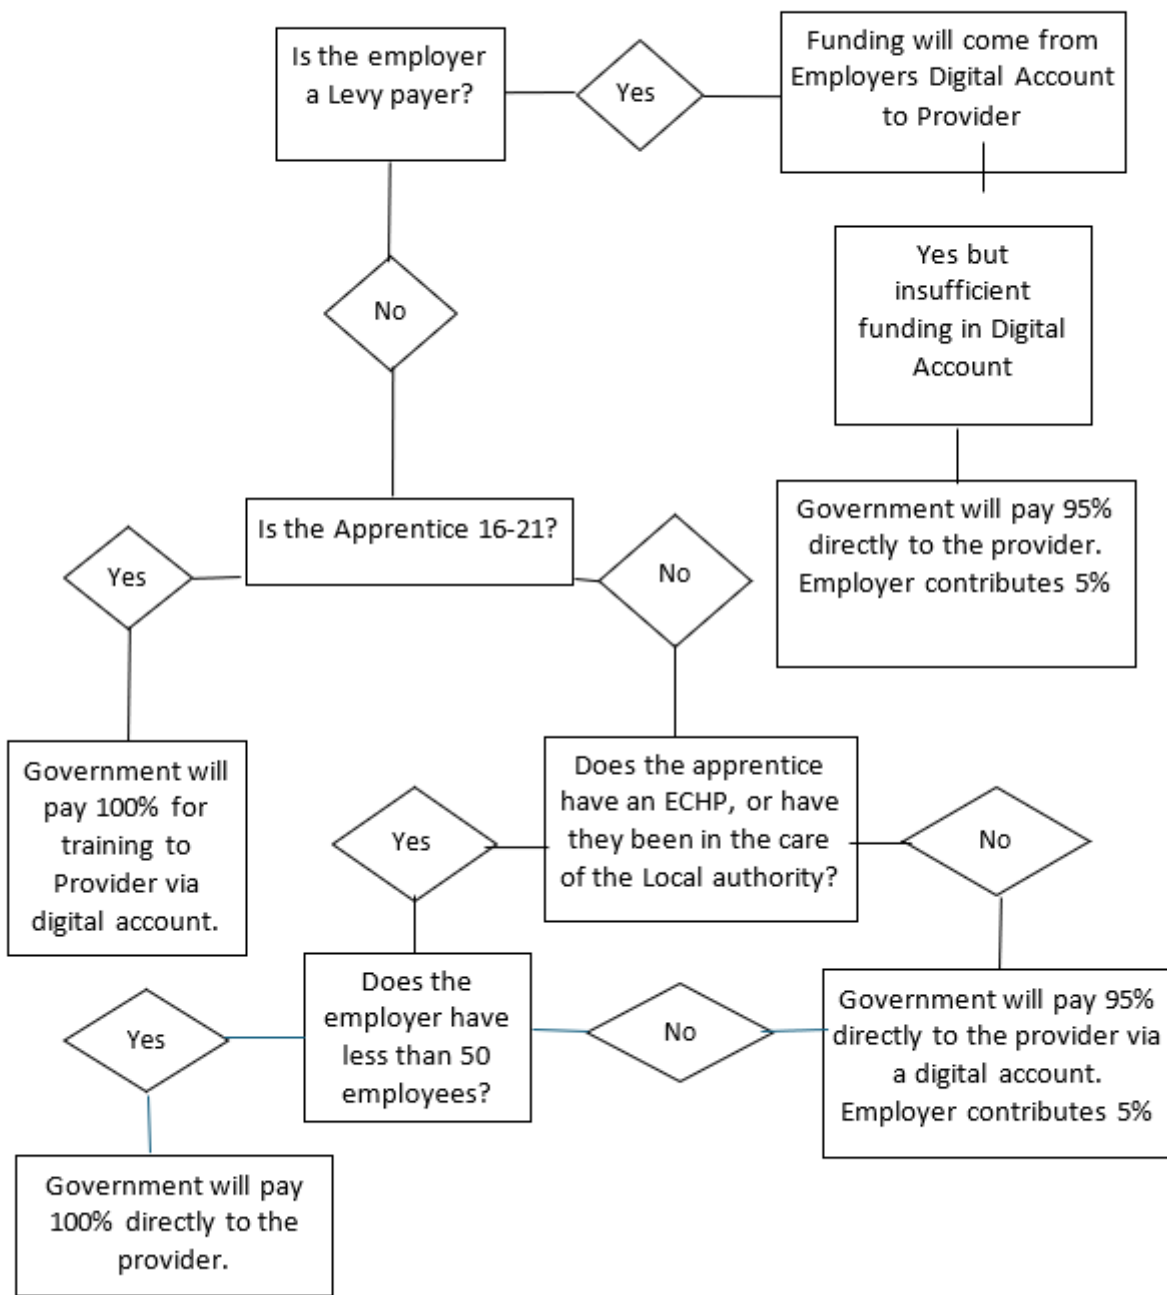 Is the employer
a Levy payer?
Yes
Funding will come from
Employers Digital Account
to Provider
No
Yes but
insufficient
funding in Digital
Account
Government will pay 95%
directly to the provider.
Employer contributes 5%
Is the Apprentice 16-21?
Yes
No
Government will
pay 100% for
training to
Provider via
digital account.
Does the apprentice
have an ECHP, or have
they been in the care
of the Local authority?
Yes
No
Does the
employer have
less than 50
employees?
Yes
No
Government will pay 95%
directly to the provider via
a digital account.
Employer contributes 5%
Government will pay
100% directly to the
provider.